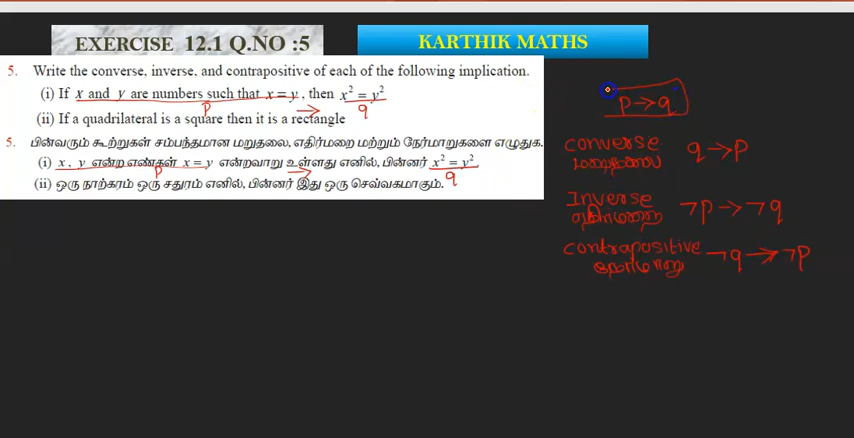 EXERCISE 12.1 Q.NO :5
KARTHIK MATHS
5. Write the converse, inverse, and contrapositive of each of the following implication.
(i) If x and y are numbers such that x = y, then x² = y²
p → q
(ii) If a quadrilateral is a square then it is a rectangle
5. பின்வரும் கூற்றுகள் சம்பந்தமான மறுதலை, எதிர்மறை மற்றும் நேர்மாறுகளை எழுதுக.
(i) x, y என்ற எண்கள் x = y என்றவாறு உள்ளது எனில், பின்னர் x² = y²
p → q
(ii) ஒரு நாற்கரம் ஒரு சதுரம் எனில், பின்னர் இது ஒரு செவ்வகமாகும்.
p → q
converse
மறுதலை q → p
Inverse
எதிர்மறை ¬p → ¬q
contrapositive
¬q → ¬p